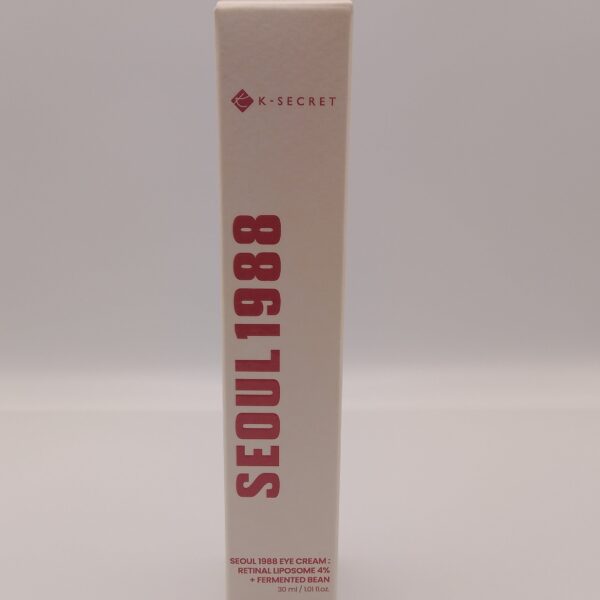 K-SECRET
SEOUL1988
SEOUL 1988 EYE CREAM :
RETINAL LIPOSOME 4%
+ FERMENTED BEAN
30 ml / 1.01 fl.oz.